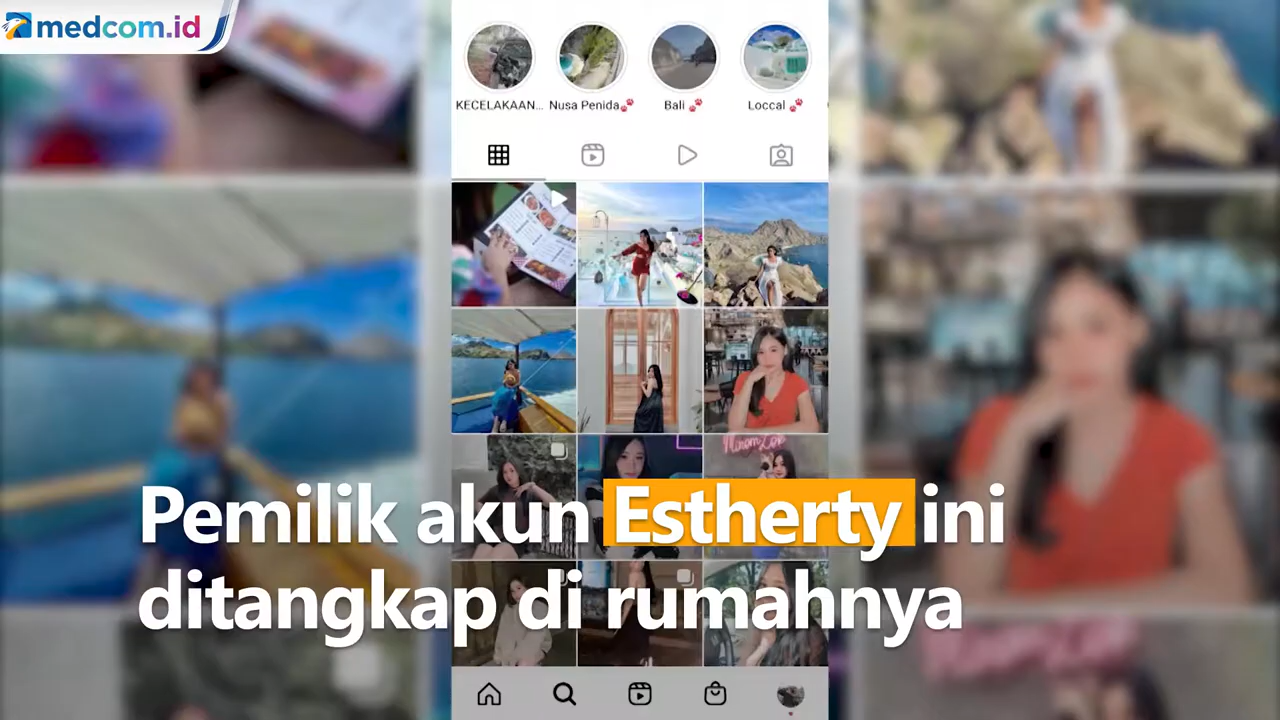 medcom.id
KECELAKAAN...
Nusa Penida🐾
Bali 🐾
Loccal 🐾
Pemilik akun Estherty ini
ditangkap di rumahnya